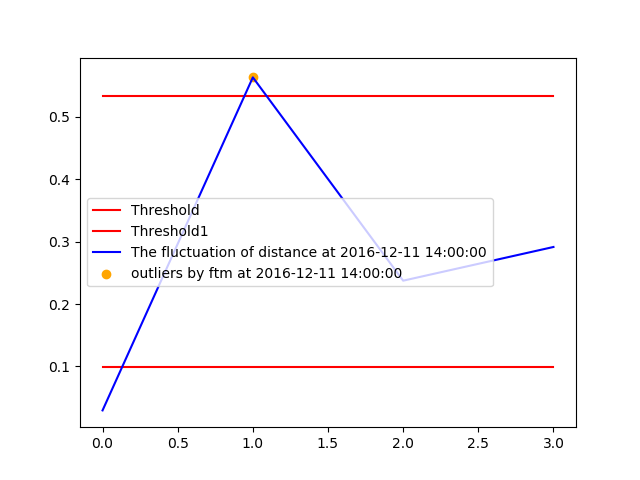 0.5
0.4
0.3
0.2
0.1
Threshold
Threshold1
The fluctuation of distance at 2016-12-11 14:00:00
outliers by ftm at 2016-12-11 14:00:00
0.0 0.5 1.0 1.5 2.0 2.5 3.0